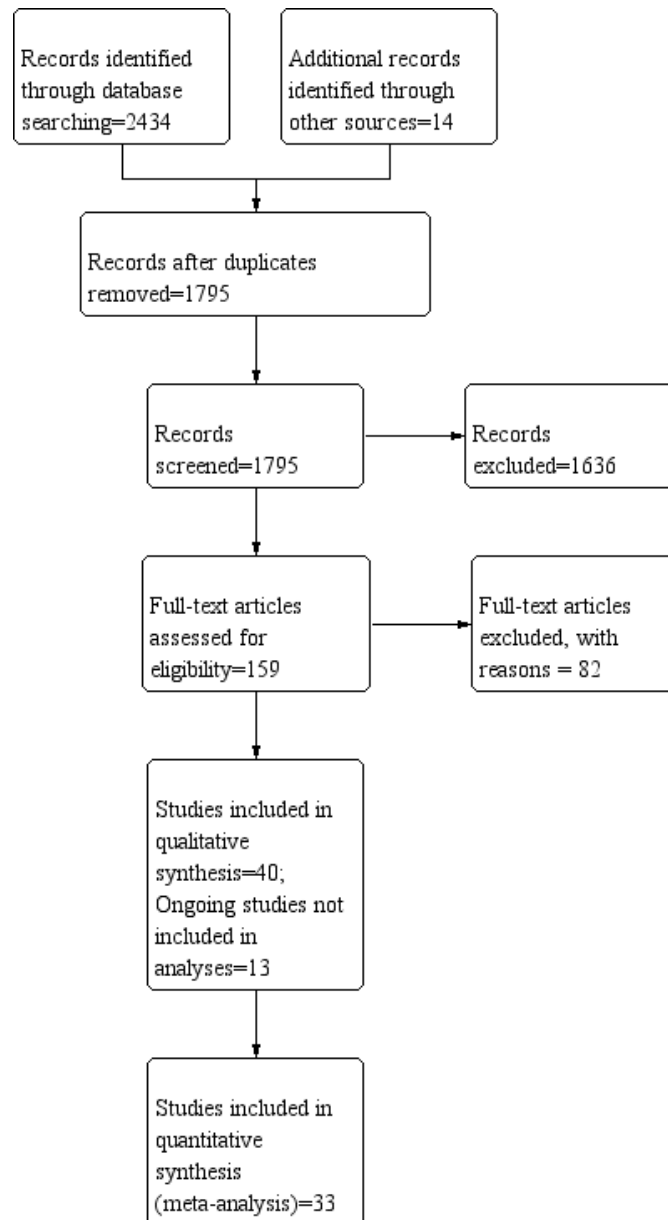 Records identified
through database
searching=2434
Additional records
identified through
other sources=14
Records after duplicates
removed=1795
Records
screened=1795
Records
excluded=1636
Full-text articles
assessed for
eligibility=159
Full-text articles
excluded, with
reasons = 82
Studies included in
qualitative
synthesis=40;
Ongoing studies not
included in
analyses=13
Studies included in
quantitative
synthesis
(meta-analysis)=33